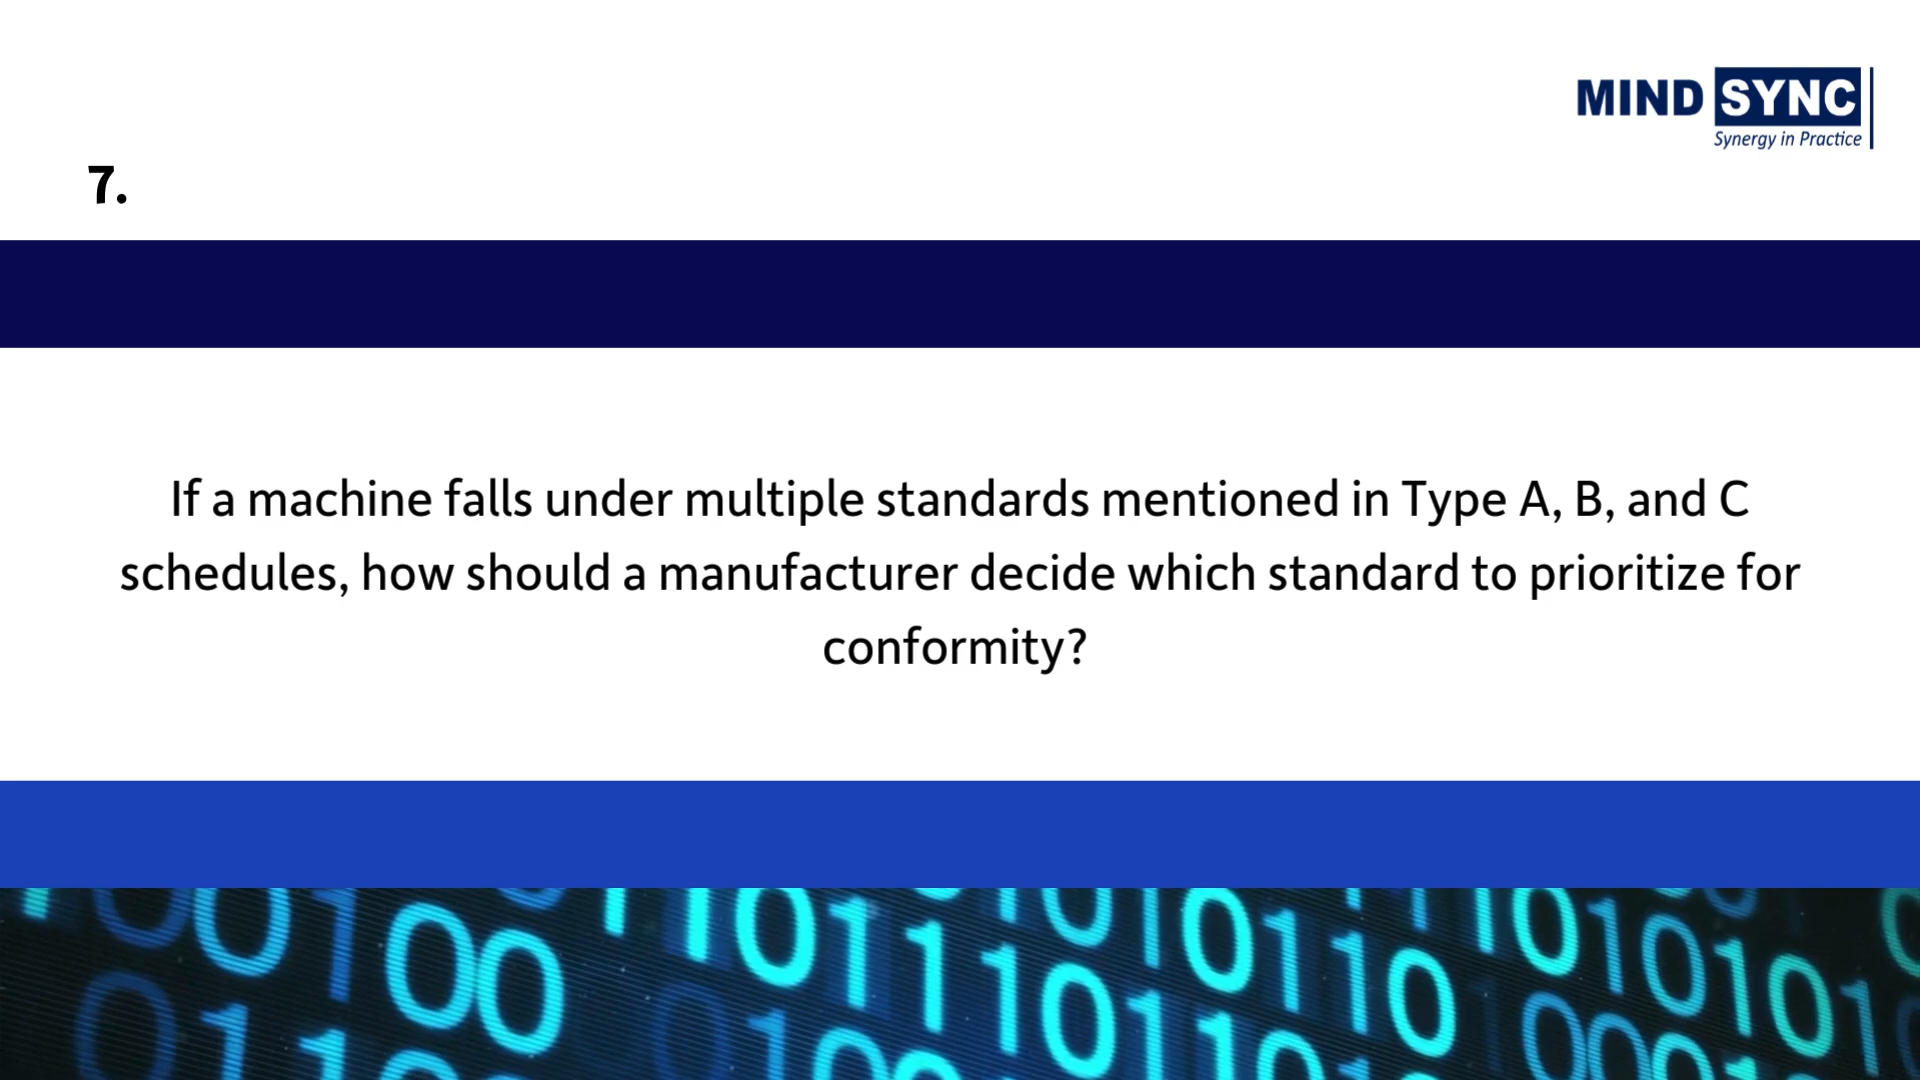 MIND SYNC
Synergy in Practice
7.
If a machine falls under multiple standards mentioned in Type A, B, and C
schedules, how should a manufacturer decide which standard to prioritize for
conformity?